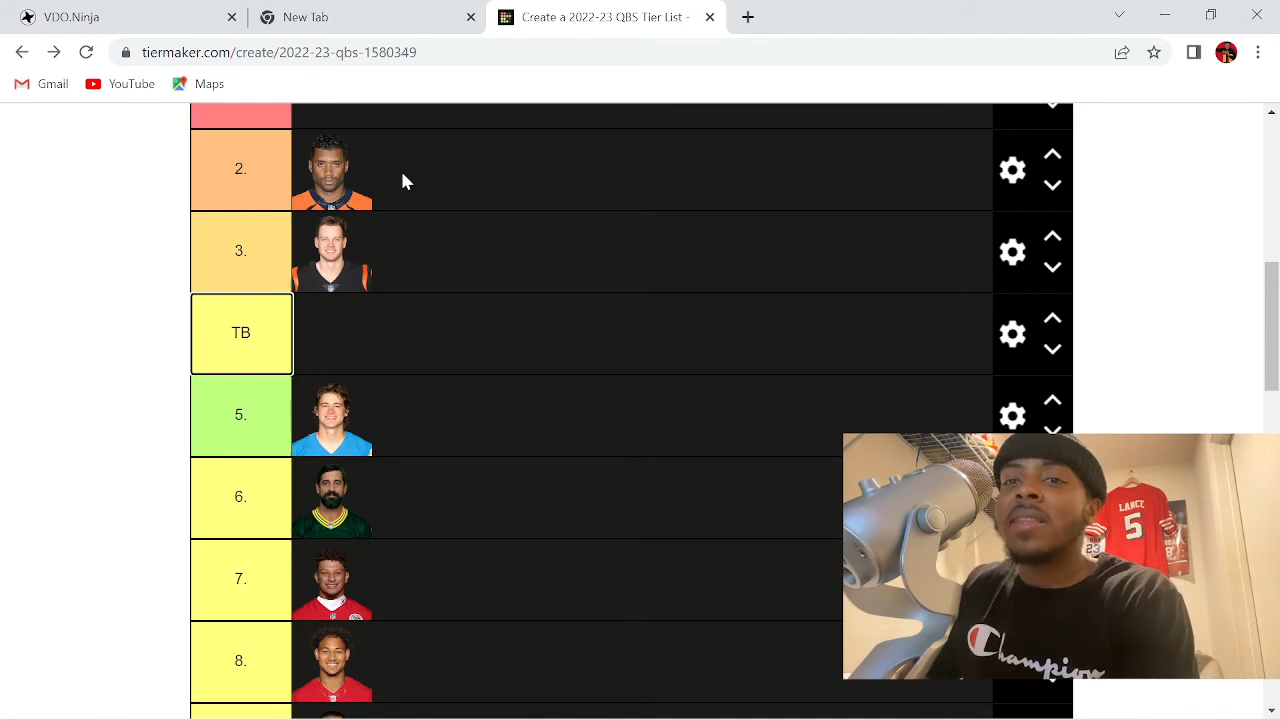 VDO.Ninja
New Tab
Create a 2022-23 QBS Tier List -
tiermaker.com/create/2022-23-qbs-1580349
Gmail
YouTube
Maps
2.
3.
TB
5.
6.
7.
8.
LANCE
5
23
Champion